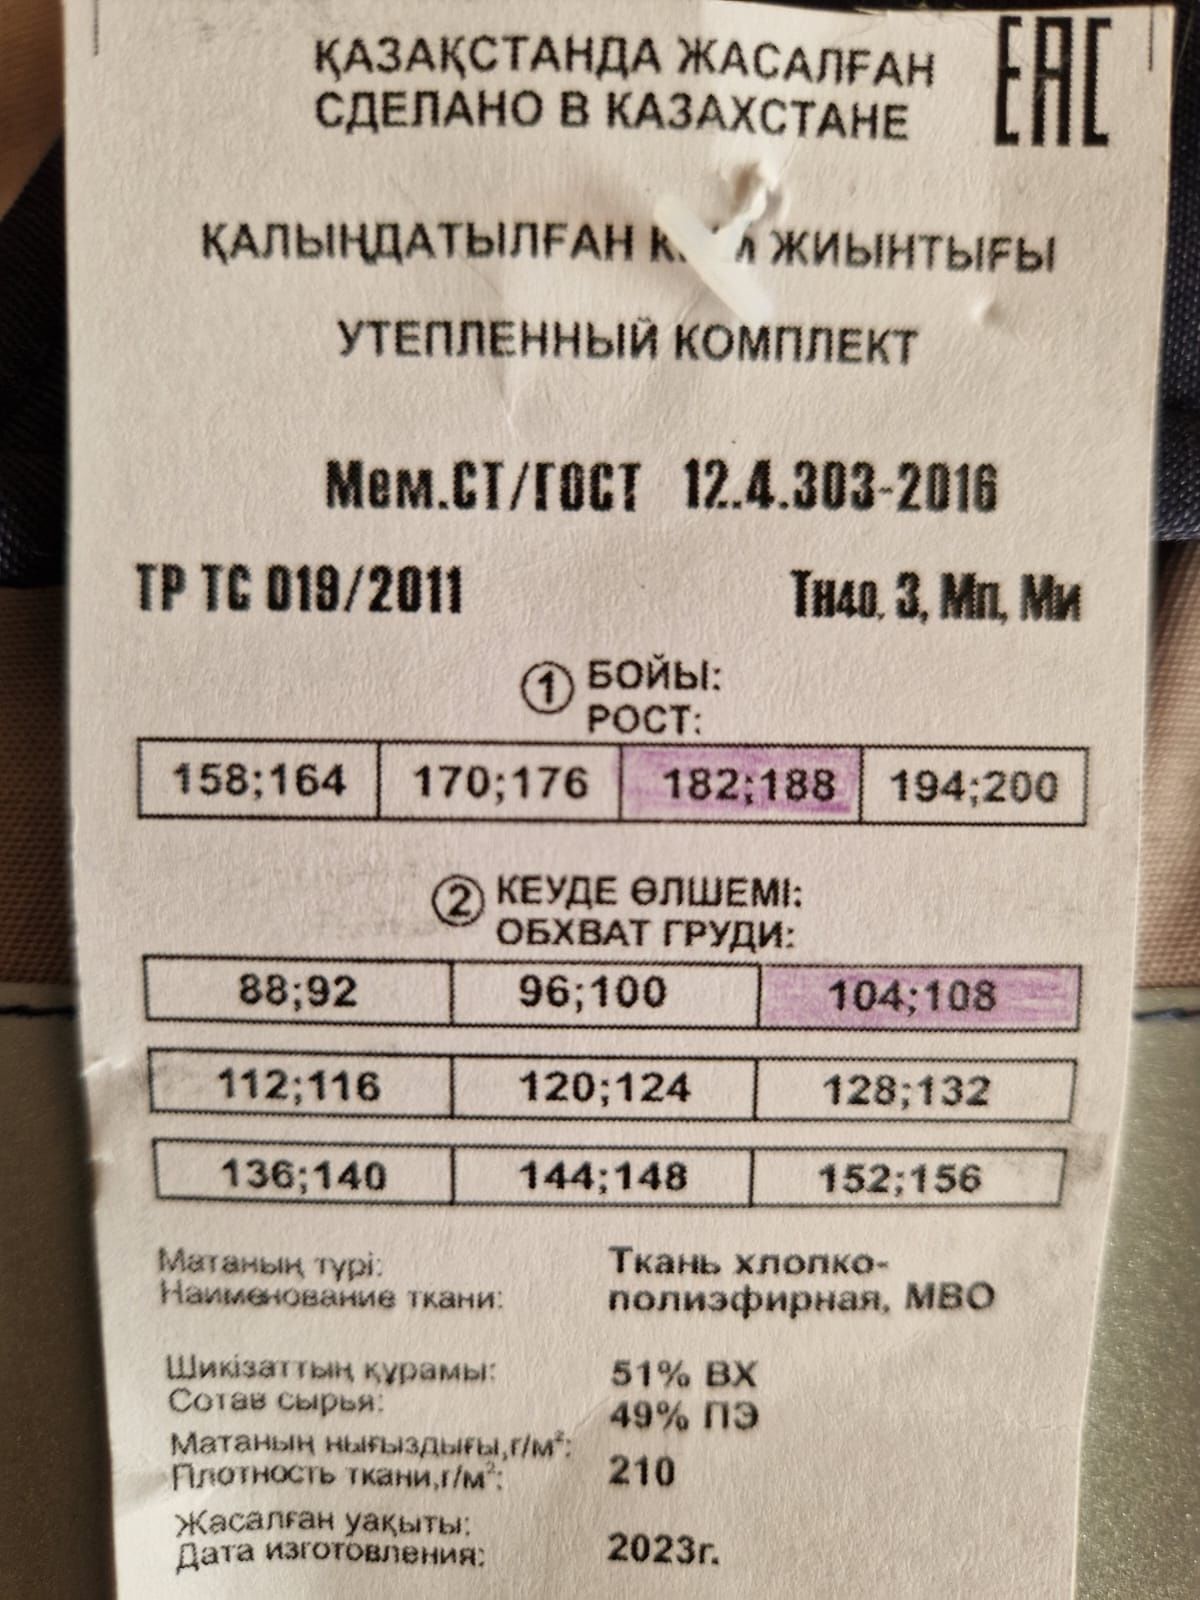 ҚАЗАҚСТАНДА ЖАСАЛҒАН
СДЕЛАНО В КАЗАХСТАНЕ
EAC
ҚАЛЫҢДАТЫЛҒАН ЖИЫНТЫҒЫ
УТЕПЛЕННЫЙ КОМПЛЕКТ
Мем.СТ/ГОСТ 12.4.303-2016
ТР ТС 019/2011 Тн40, З, Мп, Ми
① БОЙЫ:
РОСТ:
158;164 170;176 182;188 194;200
② КЕУДЕ ӨЛШЕМІ:
ОБХВАТ ГРУДИ:
88;92 96;100 104;108
112;116 120;124 128;132
136;140 144;148 152;156
Матаның түрі: Ткань хлопко-
Наименование ткани: полиэфирная, МВО
Шикізаттың құрамы: 51% ВХ
Сотав сырья: 49% ПЭ
Матаның нығыздығы,г/м²:
Плотность ткани,г/м²: 210
Жасалған уақыты:
Дата изготовления: 2023г.